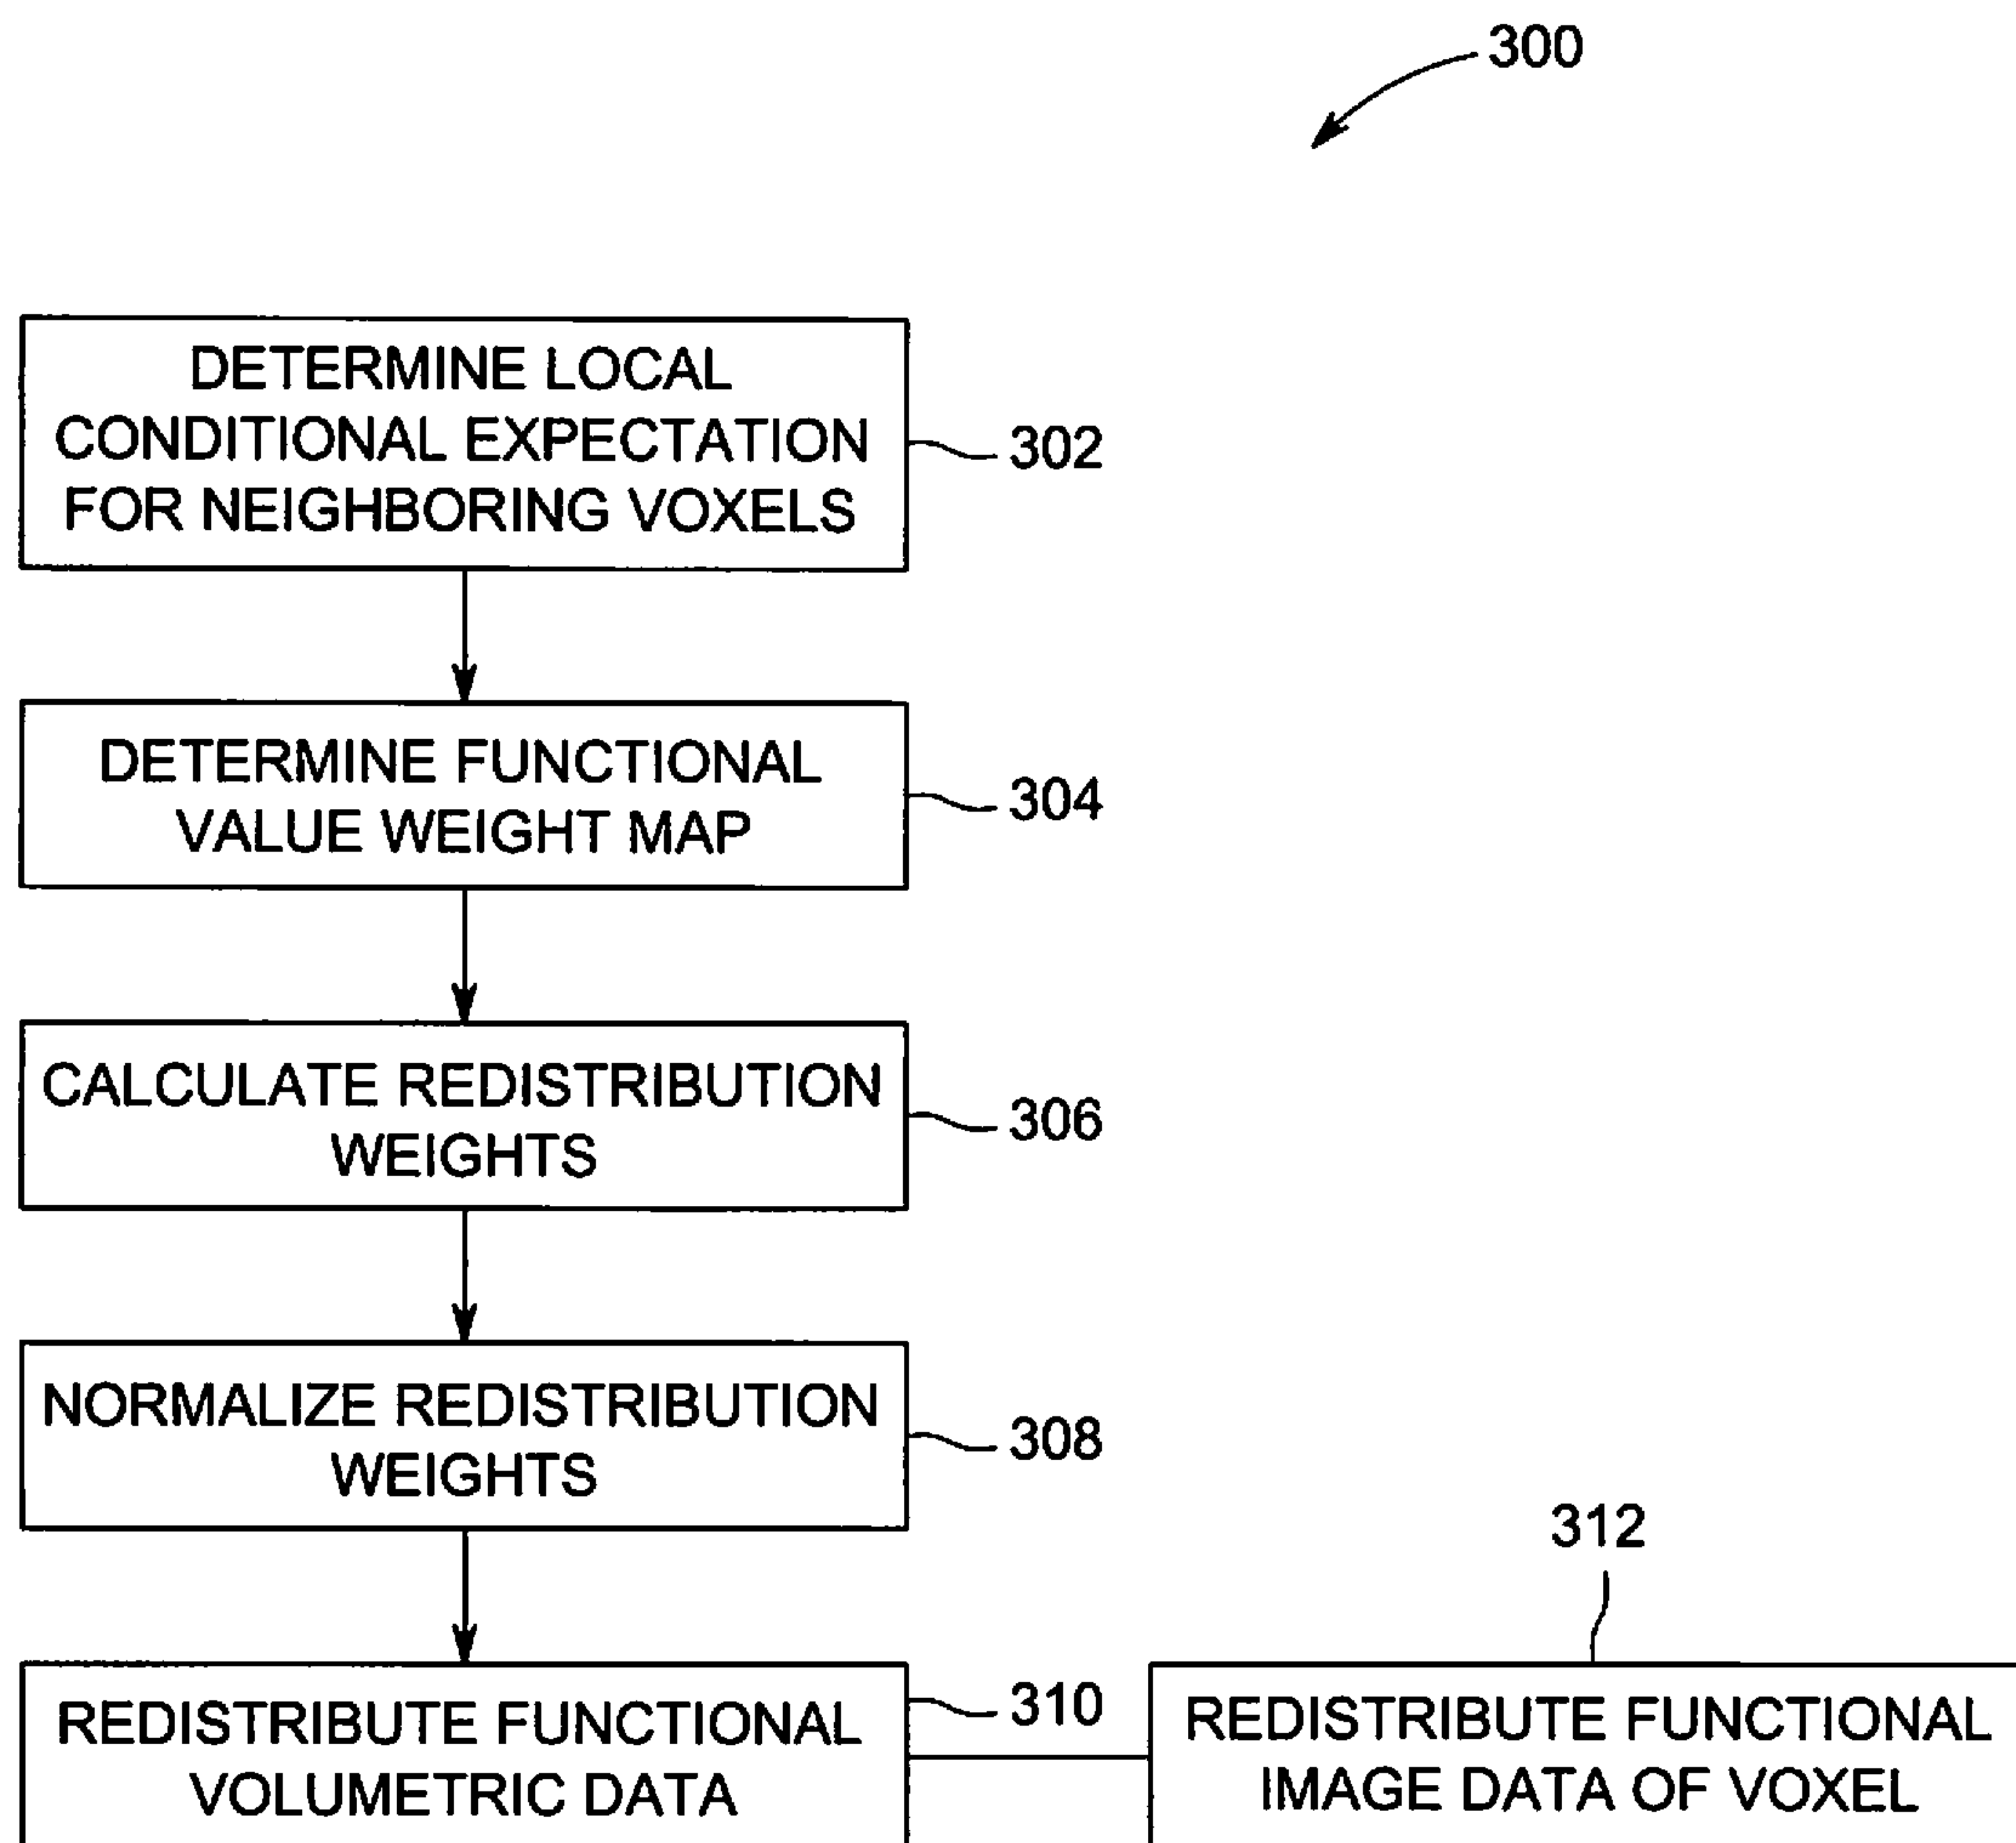 300
DETERMINE LOCAL
CONDITIONAL EXPECTATION
FOR NEIGHBORING VOXELS
302
DETERMINE FUNCTIONAL
VALUE WEIGHT MAP
304
CALCULATE REDISTRIBUTION
WEIGHTS
306
NORMALIZE REDISTRIBUTION
WEIGHTS
308
REDISTRIBUTE FUNCTIONAL
VOLUMETRIC DATA
310
312
REDISTRIBUTE FUNCTIONAL
IMAGE DATA OF VOXEL